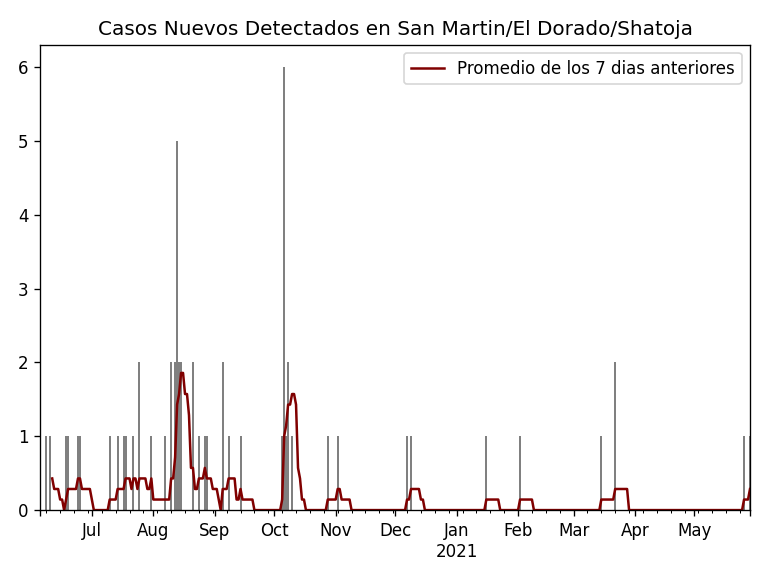 Casos Nuevos Detectados en San Martin/El Dorado/Shatoja
Promedio de los 7 dias anteriores
6
5
4
3
2
1
0
Jul Aug Sep Oct Nov Dec Jan Feb Mar Apr May
2021